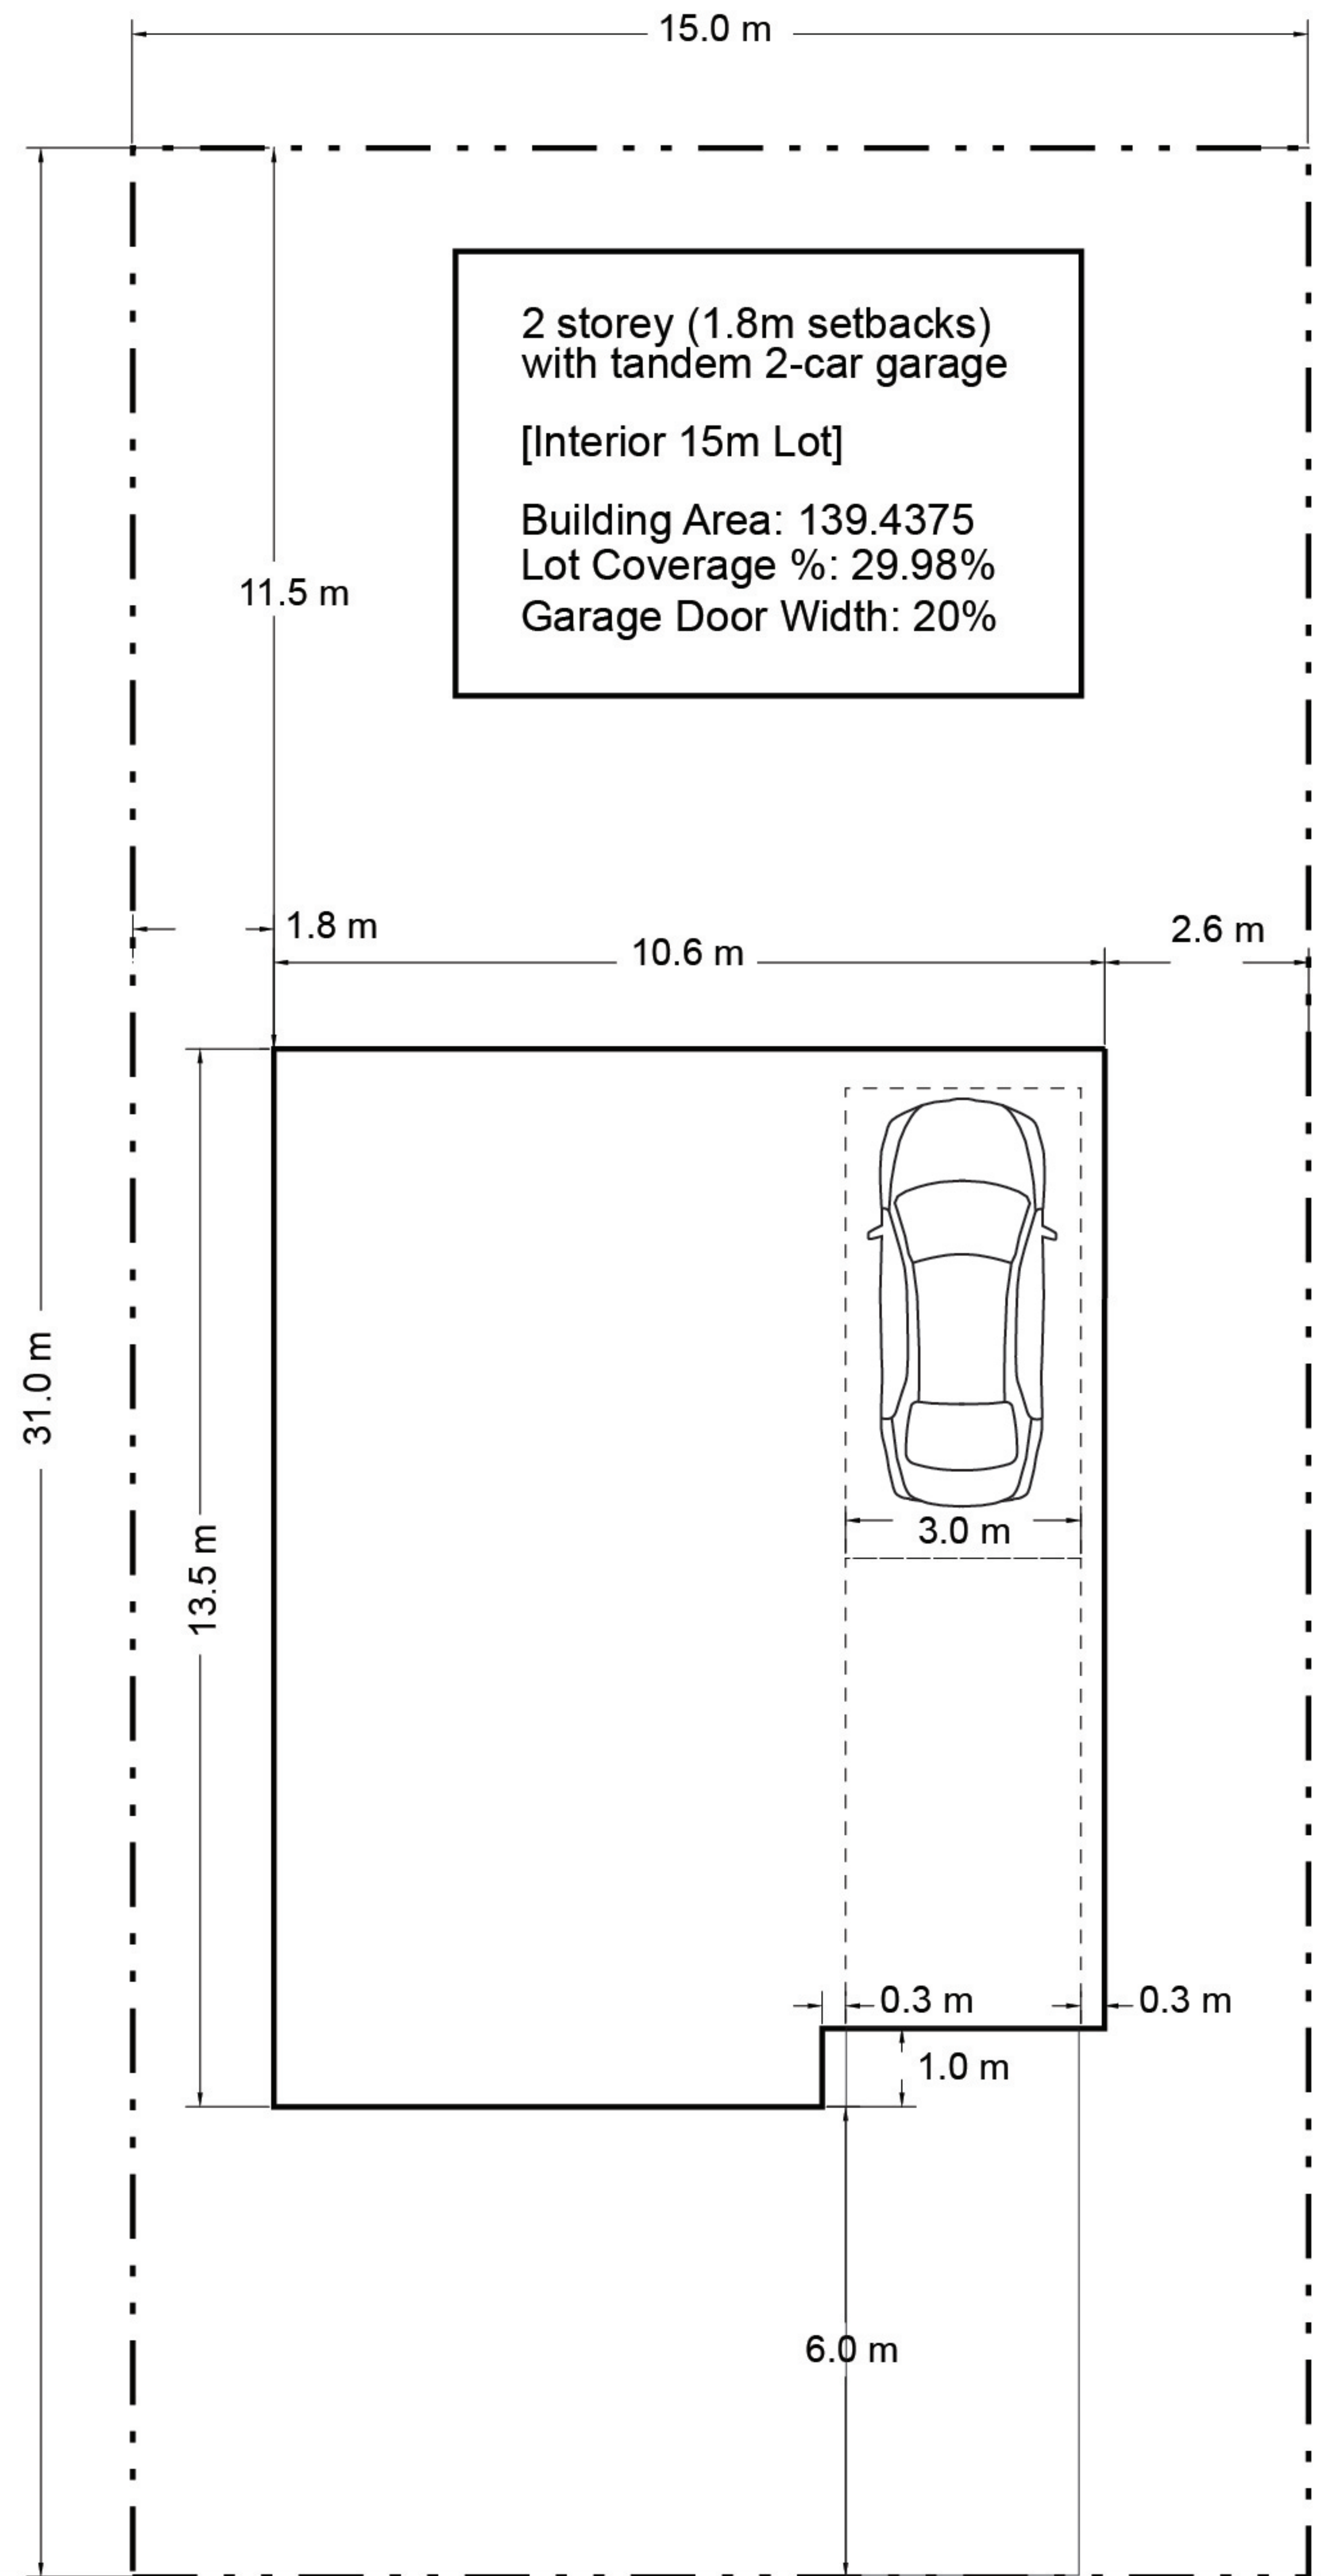 15.0 m
2 storey (1.8m setbacks)
with tandem 2-car garage
[Interior 15m Lot]
Building Area: 139.4375
Lot Coverage %: 29.98%
Garage Door Width: 20%
11.5 m
1.8 m
10.6 m
2.6 m
31.0 m
13.5 m
3.0 m
0.3 m
0.3 m
1.0 m
6.0 m